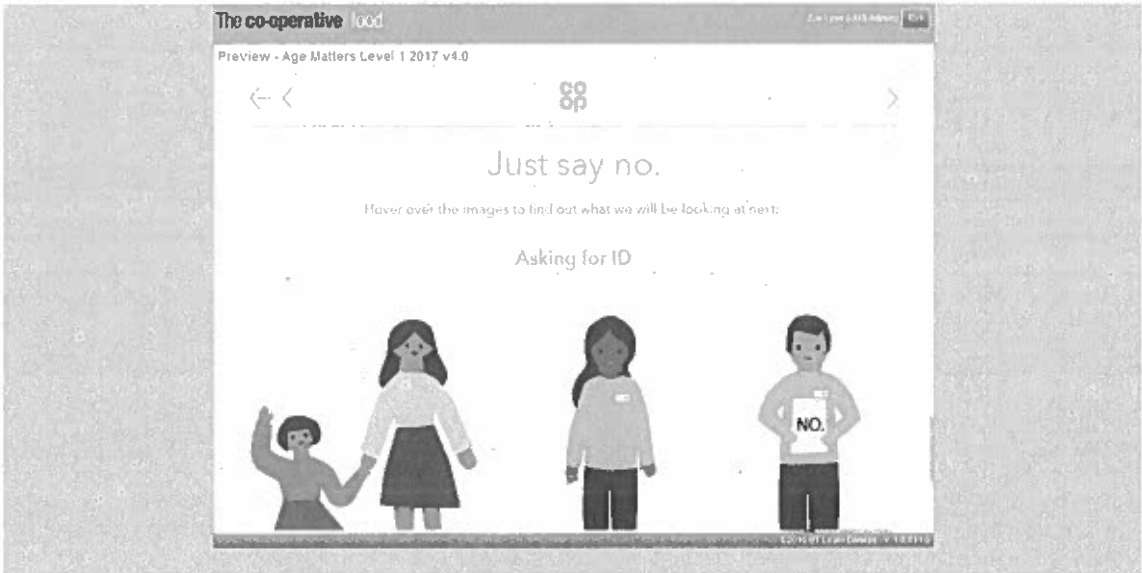 The co-operative food
Exit
Preview - Age Matters Level 1 2017 v4.0
co
op
Just say no.
Hover over the images to find out what we will be looking at next:
Asking for ID
NO.